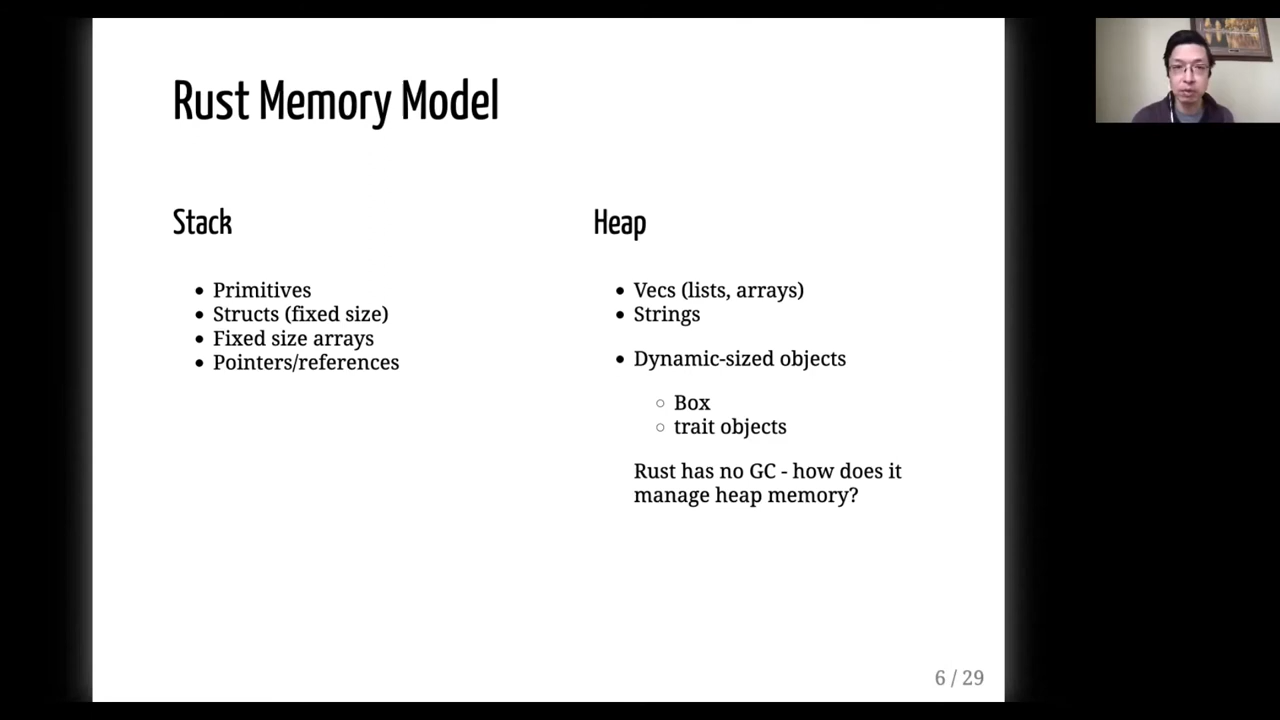 Rust Memory Model
Stack
Primitives
Structs (fixed size)
Fixed size arrays
Pointers/references
Heap
Vecs (lists, arrays)
Strings
Dynamic-sized objects
Box
trait objects
Rust has no GC - how does it
manage heap memory?
6 / 29